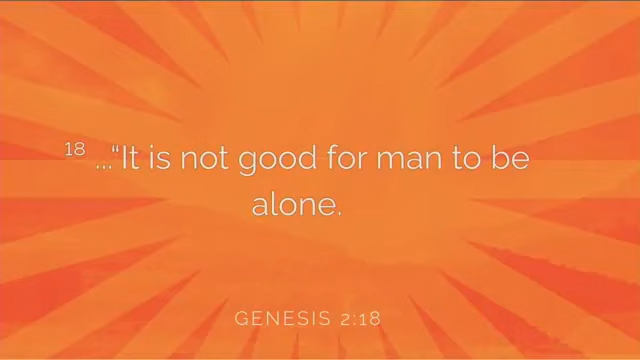 18 ...“It is not good for man to be
alone.
GENESIS 2:18